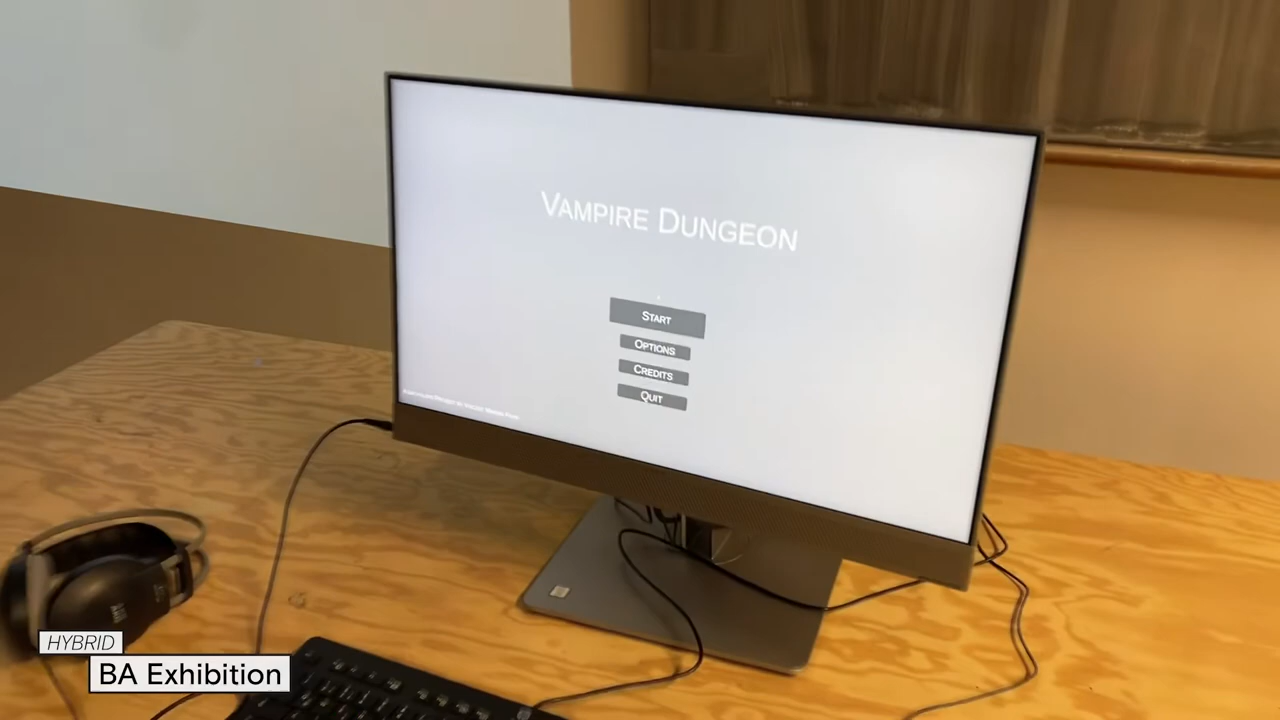 VAMPIRE DUNGEON
START
OPTIONS
CREDITS
QUIT
HYBRID
BA Exhibition